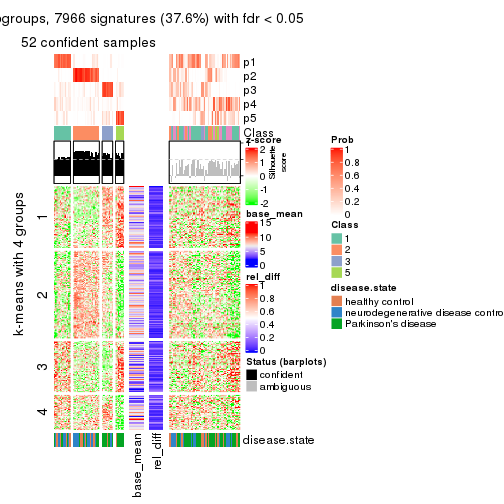 ogroups, 7966 signatures (37.6%) with fdr < 0.05
52 confident samples
p1
p2
p3
p4
p5
Class
z-score
2
1
0
-1
-2
Silhouette
score
base_mean
15
10
5
0
rel_diff
1
0.8
0.6
0.4
0.2
0
Status (barplots)
confident
ambiguous
Prob
1
0.8
0.6
0.4
0.2
0
Class
1
2
3
5
disease.state
healthy control
neurodegenerative disease contro
Parkinson's disease
k-means with 4 groups
1
2
3
4
base_mean
rel_diff
disease.state